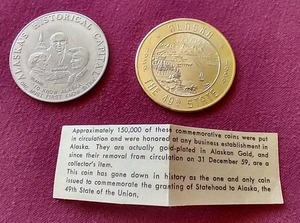 ALASKA'S HISTORICAL CAPITALS
ALASKA
THE 49th STATE
Approximately 150,000 of these commemorative coins were put
in circulation and were honored at any business establishment in
Alaska. They are actually gold-plated in Alaskan Gold, and
since their removal from circulation on 31 December 59, are a
collector's item.
This coin has gone down in history as the one and only coin
issued to commemorate the granting of Statehood to Alaska, the
49th State of the Union.